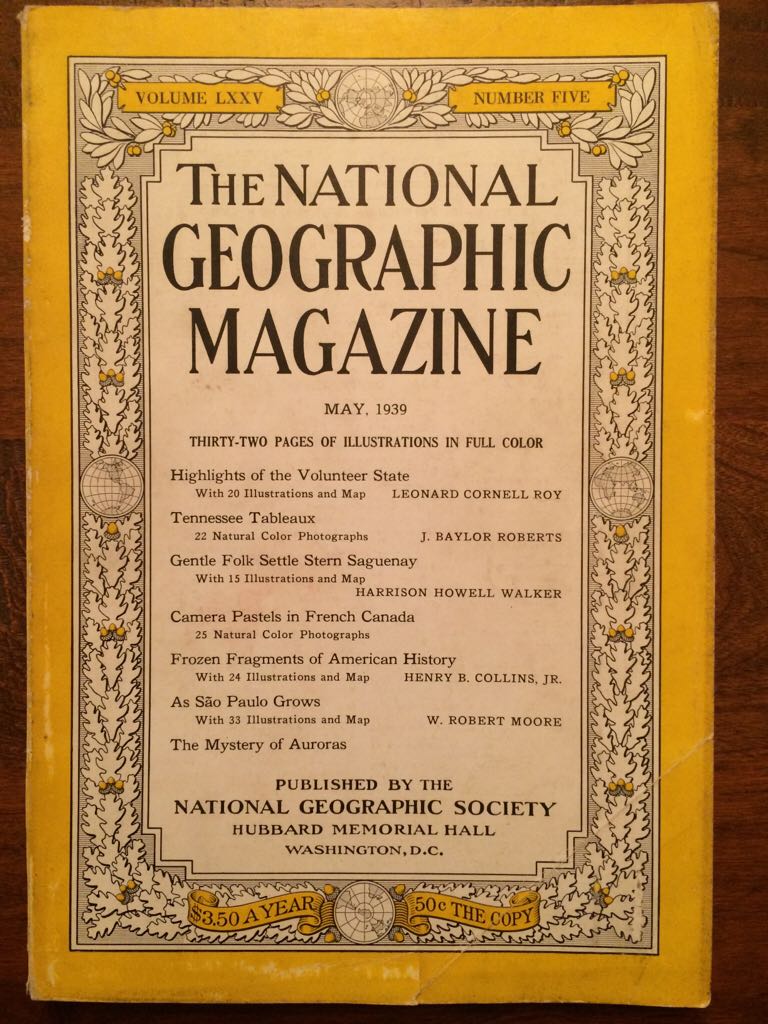 VOLUME LXXV
NUMBER FIVE
THE NATIONAL
GEOGRAPHIC
MAGAZINE
MAY, 1939
THIRTY-TWO PAGES OF ILLUSTRATIONS IN FULL COLOR
Highlights of the Volunteer State
With 20 Illustrations and Map LEONARD CORNELL ROY
Tennessee Tableaux
22 Natural Color Photographs J. BAYLOR ROBERTS
Gentle Folk Settle Stern Saguenay
With 15 Illustrations and Map
HARRISON HOWELL WALKER
Camera Pastels in French Canada
25 Natural Color Photographs
Frozen Fragments of American History
With 24 Illustrations and Map HENRY B. COLLINS, JR.
As São Paulo Grows
With 33 Illustrations and Map W. ROBERT MOORE
The Mystery of Auroras
PUBLISHED BY THE
NATIONAL GEOGRAPHIC SOCIETY
HUBBARD MEMORIAL HALL
WASHINGTON, D.C.
$3.50 A YEAR
50c THE COPY